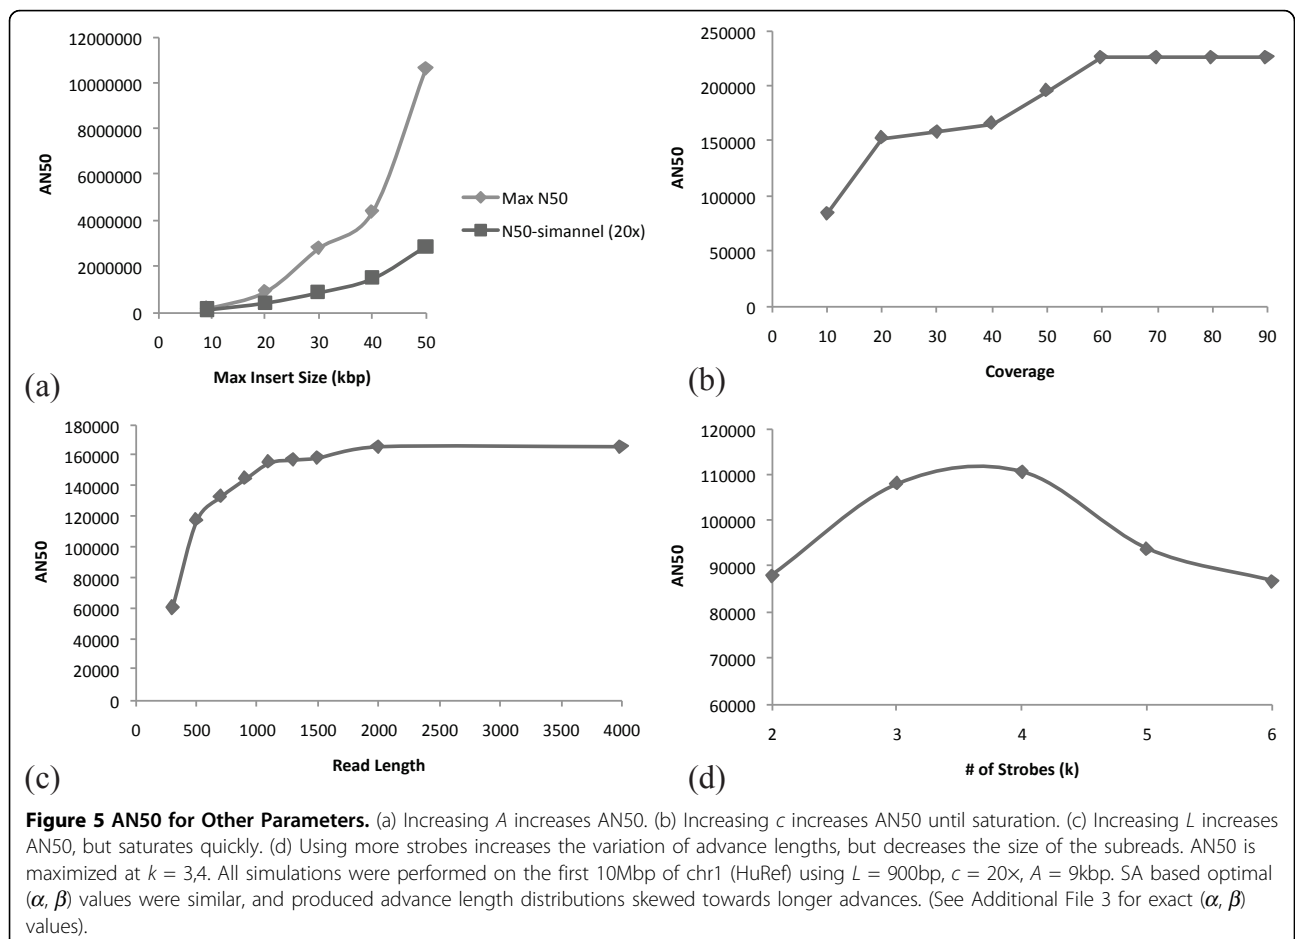 12000000
10000000
8000000
6000000
4000000
2000000
0
AN50
0 10 20 30 40 50
Max Insert Size (kbp)
Max N50
N50-simannel (20x)
(a)
250000
200000
150000
100000
50000
0
AN50
0 10 20 30 40 50 60 70 80 90
Coverage
(b)
180000
160000
140000
120000
100000
80000
60000
40000
20000
0
AN50
0 500 1000 1500 2000 2500 3000 3500 4000
Read Length
(c)
120000
110000
100000
90000
80000
70000
60000
AN50
2 3 4 5 6
# of Strobes (k)
(d)
Figure 5 AN50 for Other Parameters. (a) Increasing A increases AN50. (b) Increasing c increases AN50 until saturation. (c) Increasing L increases
AN50, but saturates quickly. (d) Using more strobes increases the variation of advance lengths, but decreases the size of the subreads. AN50 is
maximized at k = 3,4. All simulations were performed on the first 10Mbp of chr1 (HuRef) using L = 900bp, c = 20×, A = 9kbp. SA based optimal
(α, β) values were similar, and produced advance length distributions skewed towards longer advances. (See Additional File 3 for exact (α, β)
values).